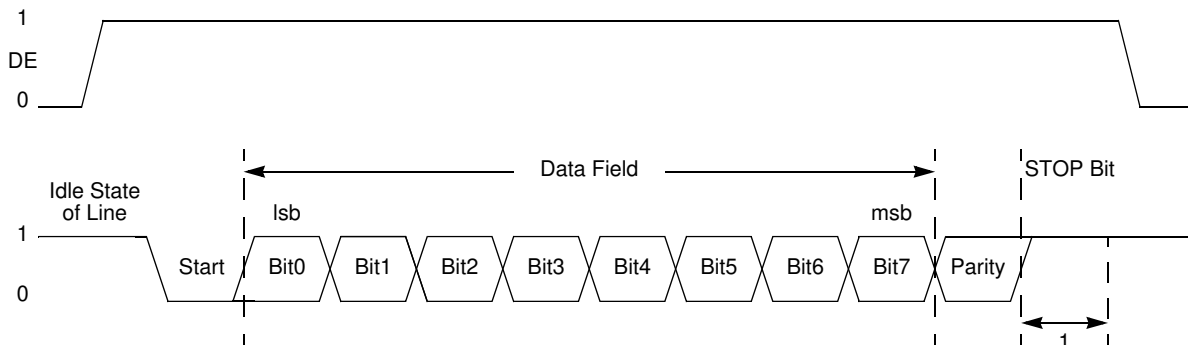 1
DE
0
Data Field
STOP Bit
Idle State
of Line
lsb
msb
1
Start
Bit0
Bit1
Bit2
Bit3
Bit4
Bit5
Bit6
Bit7
Parity
0
1